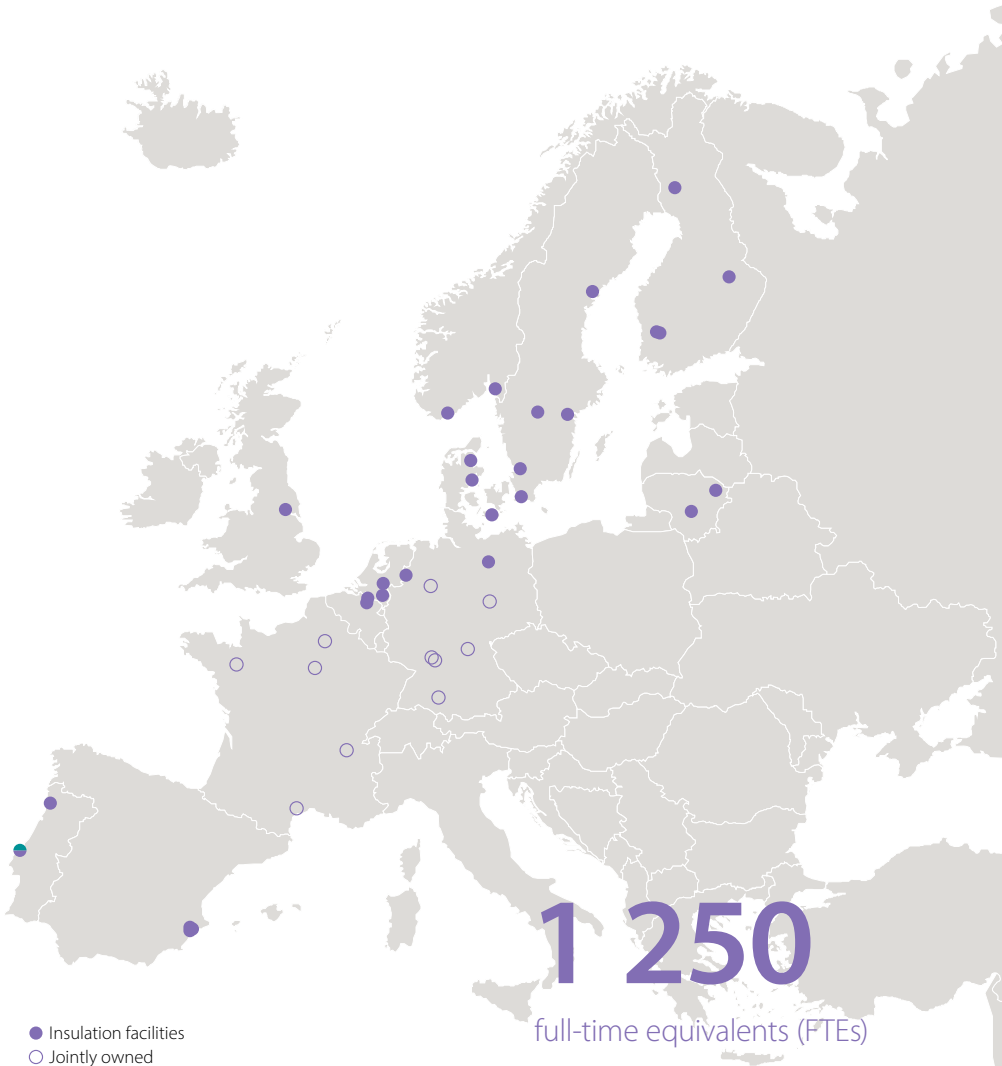 1 250
full-time equivalents (FTEs)
Insulation facilities
Jointly owned